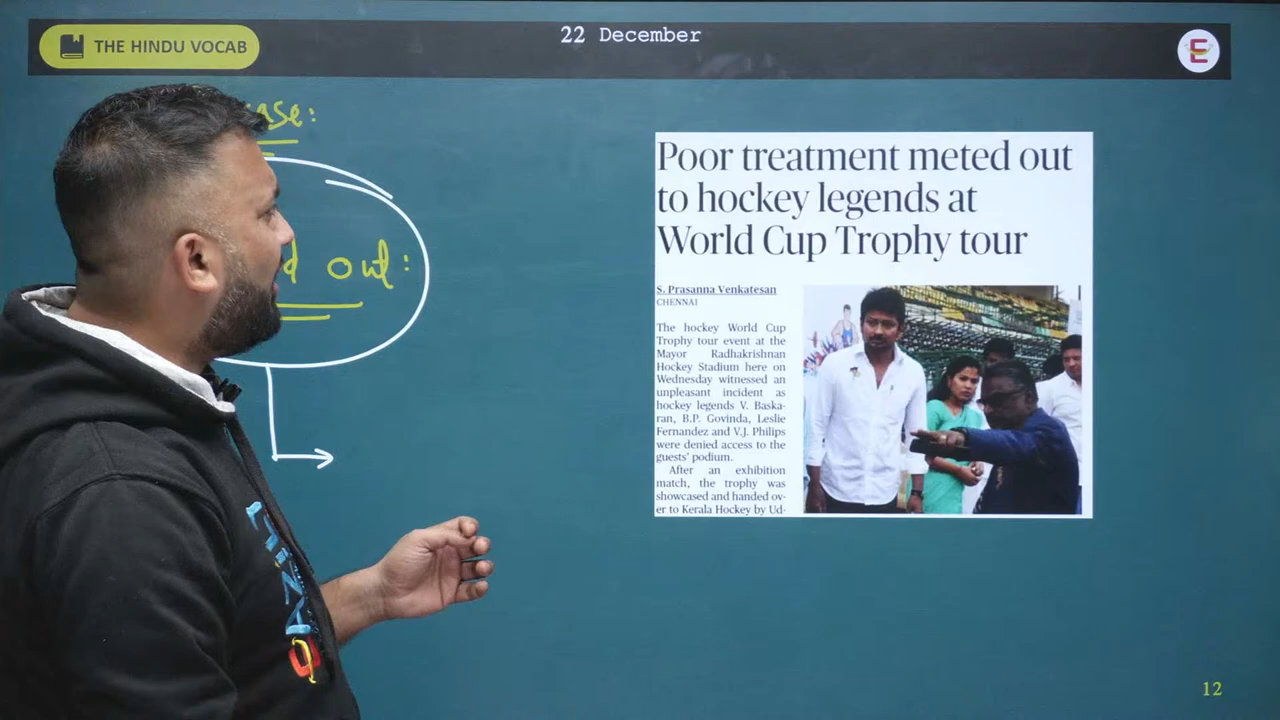 THE HINDU VOCAB
22 December
out:
Poor treatment meted out
to hockey legends at
World Cup Trophy tour
S. Prasanna Venkatesan
CHENNAI
The hockey World Cup
Trophy tour event at the
Mayor Radhakrishnan
Hockey Stadium here on
Wednesday witnessed an
unpleasant incident as
hockey legends V. Baska-
ran, B.P. Govinda, Leslie
Fernandez and V.J. Philips
were denied access to the
guests' podium.
After an exhibition
match, the trophy was
showcased and handed ov-
er to Kerala Hockey by Ud-
12